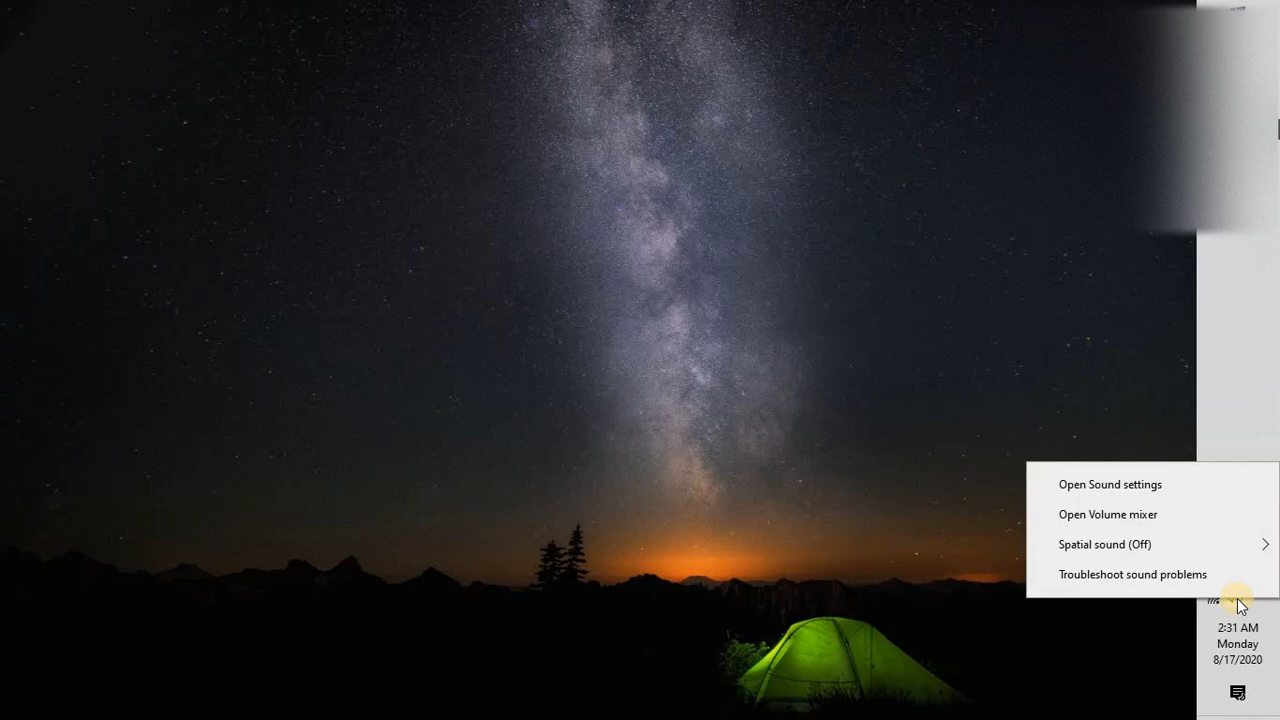 Open Sound settings
Open Volume mixer
Spatial sound (Off)
Troubleshoot sound problems
2:31 AM
Monday
8/17/2020